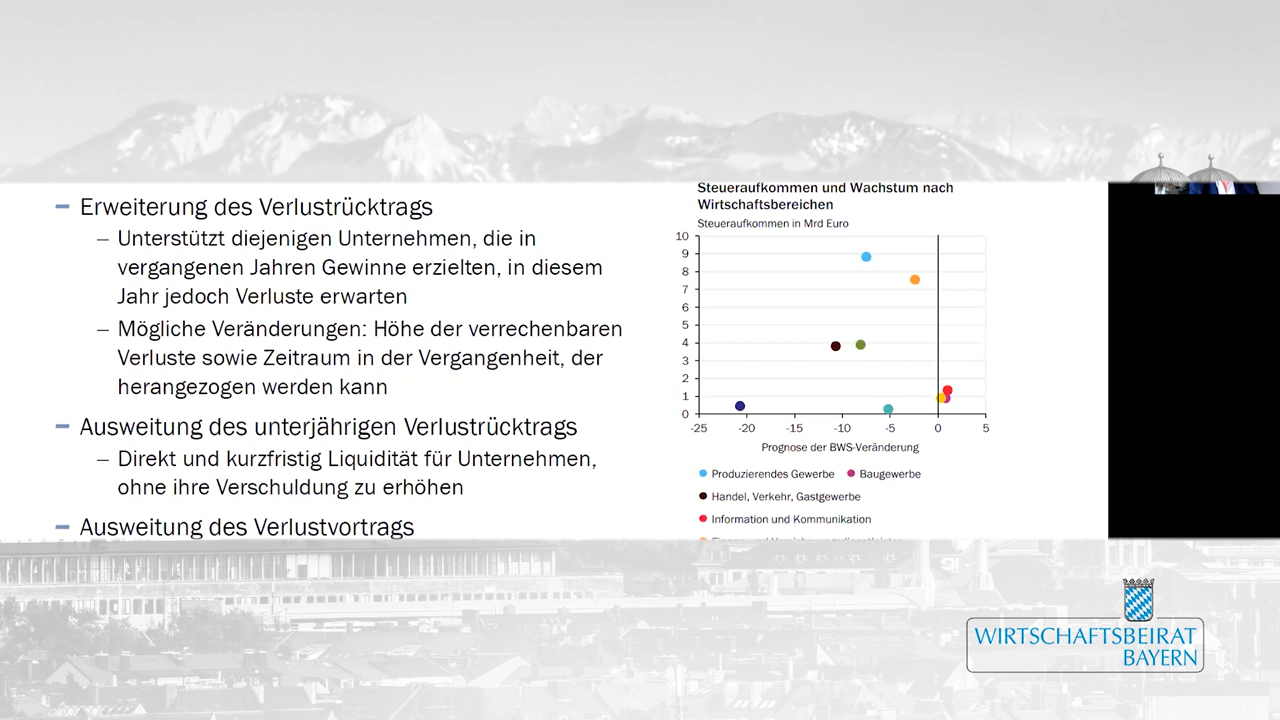 Erweiterung des Verlustrücktrags
– Unterstützt diejenigen Unternehmen, die in
vergangenen Jahren Gewinne erzielten, in diesem
Jahr jedoch Verluste erwarten
– Mögliche Veränderungen: Höhe der verrechenbaren
Verluste sowie Zeitraum in der Vergangenheit, der
herangezogen werden kann
Ausweitung des unterjährigen Verlustrücktrags
– Direkt und kurzfristig Liquidität für Unternehmen,
ohne ihre Verschuldung zu erhöhen
Ausweitung des Verlustvortrags
Steueraufkommen und Wachstum nach
Wirtschaftsbereichen
Steueraufkommen in Mrd Euro
10
9
8
7
6
5
4
3
2
1
0
-25 -20 -15 -10 -5 0 5
Prognose der BWS-Veränderung
Produzierendes Gewerbe Baugewerbe
Handel, Verkehr, Gastgewerbe
Information und Kommunikation
WIRTSCHAFTSBEIRAT
BAYERN